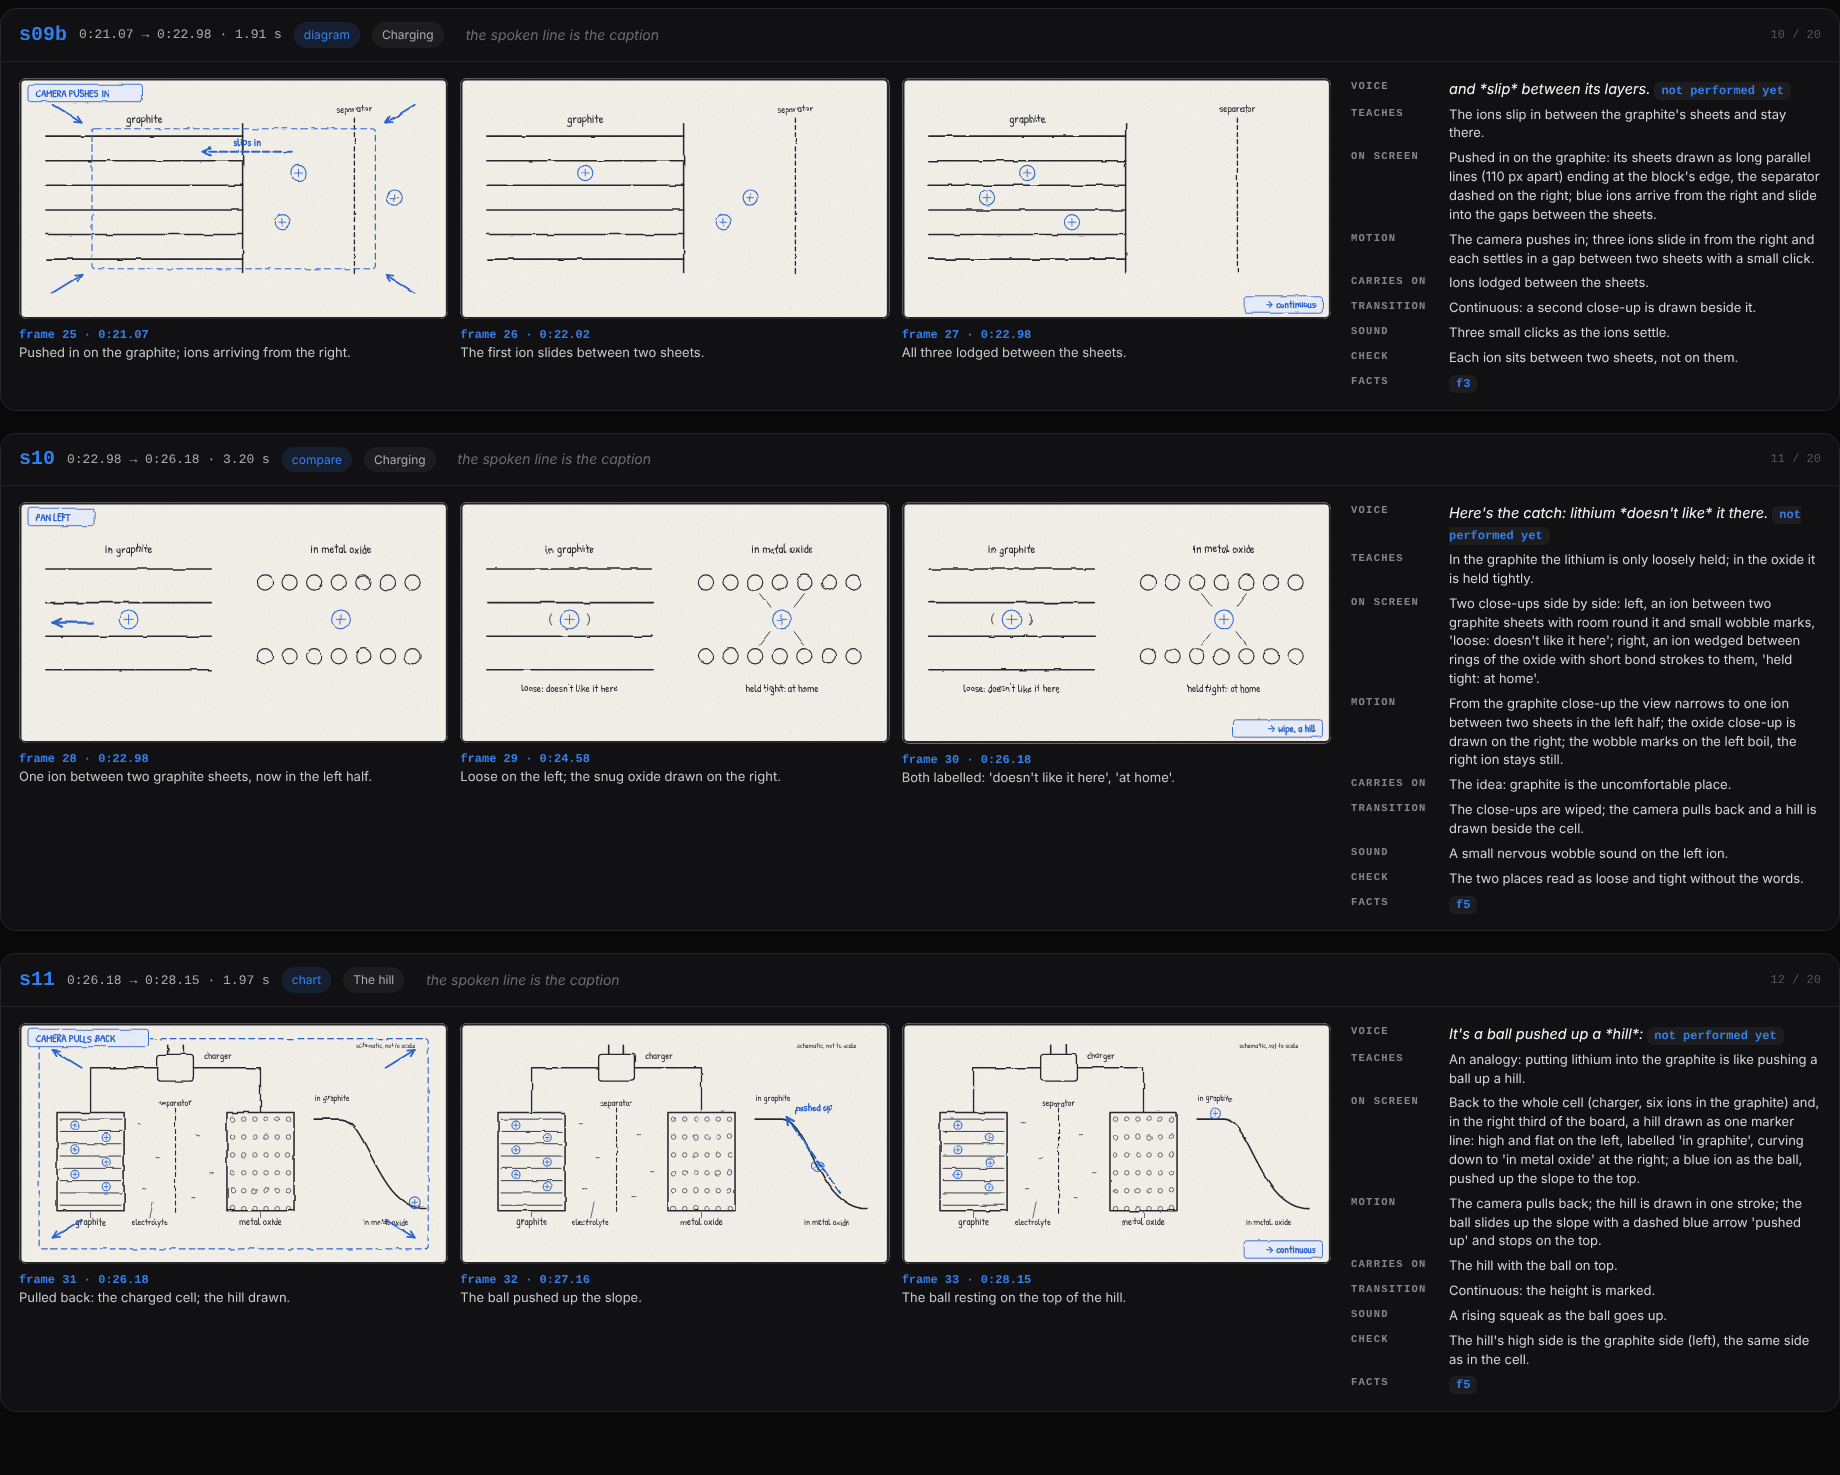 s09b 0:21.07 → 0:22.98 · 1.91 s diagram Charging the spoken line is the caption 10 / 20
CAMERA PUSHES IN
graphite
separator
slips in
frame 25 · 0:21.07
Pushed in on the graphite; ions arriving from the right.
graphite
separator
frame 26 · 0:22.02
The first ion slides between two sheets.
graphite
separator
→ continuous
frame 27 · 0:22.98
All three lodged between the sheets.
VOICE and *slip* between its layers. not performed yet
TEACHES The ions slip in between the graphite's sheets and stay
there.
ON SCREEN Pushed in on the graphite: its sheets drawn as long parallel
lines (110 px apart) ending at the block's edge, the separator
dashed on the right; blue ions arrive from the right and slide
into the gaps between the sheets.
MOTION The camera pushes in; three ions slide in from the right and
each settles in a gap between two sheets with a small click.
CARRIES ON Ions lodged between the sheets.
TRANSITION Continuous: a second close-up is drawn beside it.
SOUND Three small clicks as the ions settle.
CHECK Each ion sits between two sheets, not on them.
FACTS f3
s10 0:22.98 → 0:26.18 · 3.20 s compare Charging the spoken line is the caption 11 / 20
PAN LEFT
in graphite
in metal oxide
frame 28 · 0:22.98
One ion between two graphite sheets, now in the left half.
in graphite
in metal oxide
loose: doesn't like it here
held tight: at home
frame 29 · 0:24.58
Loose on the left; the snug oxide drawn on the right.
in graphite
in metal oxide
loose: doesn't like it here
held tight: at home
→ wipe, a hill
frame 30 · 0:26.18
Both labelled: 'doesn't like it here', 'at home'.
VOICE Here's the catch: lithium *doesn't like* it there. not
performed yet
TEACHES In the graphite the lithium is only loosely held; in the oxide it
is held tightly.
ON SCREEN Two close-ups side by side: left, an ion between two
graphite sheets with room round it and small wobble marks,
'loose: doesn't like it here'; right, an ion wedged between
rings of the oxide with short bond strokes to them, 'held
tight: at home'.
MOTION From the graphite close-up the view narrows to one ion
between two sheets in the left half; the oxide close-up is
drawn on the right; the wobble marks on the left boil, the
right ion stays still.
CARRIES ON The idea: graphite is the uncomfortable place.
TRANSITION The close-ups are wiped; the camera pulls back and a hill is
drawn beside the cell.
SOUND A small nervous wobble sound on the left ion.
CHECK The two places read as loose and tight without the words.
FACTS f5
s11 0:26.18 → 0:28.15 · 1.97 s chart The hill the spoken line is the caption 12 / 20
CAMERA PULLS BACK
schematic, not to scale
charger
separator
in graphite
graphite
electrolyte
metal oxide
in metal oxide
frame 31 · 0:26.18
Pulled back: the charged cell; the hill drawn.
schematic, not to scale
charger
separator
in graphite
pushed up
graphite
electrolyte
metal oxide
in metal oxide
frame 32 · 0:27.16
The ball pushed up the slope.
schematic, not to scale
charger
separator
in graphite
graphite
electrolyte
metal oxide
in metal oxide
→ continuous
frame 33 · 0:28.15
The ball resting on the top of the hill.
VOICE It's a ball pushed up a *hill*: not performed yet
TEACHES An analogy: putting lithium into the graphite is like pushing a
ball up a hill.
ON SCREEN Back to the whole cell (charger, six ions in the graphite) and,
in the right third of the board, a hill drawn as one marker
line: high and flat on the left, labelled 'in graphite', curving
down to 'in metal oxide' at the right; a blue ion as the ball,
pushed up the slope to the top.
MOTION The camera pulls back; the hill is drawn in one stroke; the
ball slides up the slope with a dashed blue arrow 'pushed
up' and stops on the top.
CARRIES ON The hill with the ball on top.
TRANSITION Continuous: the height is marked.
SOUND A rising squeak as the ball goes up.
CHECK The hill's high side is the graphite side (left), the same side
as in the cell.
FACTS f5